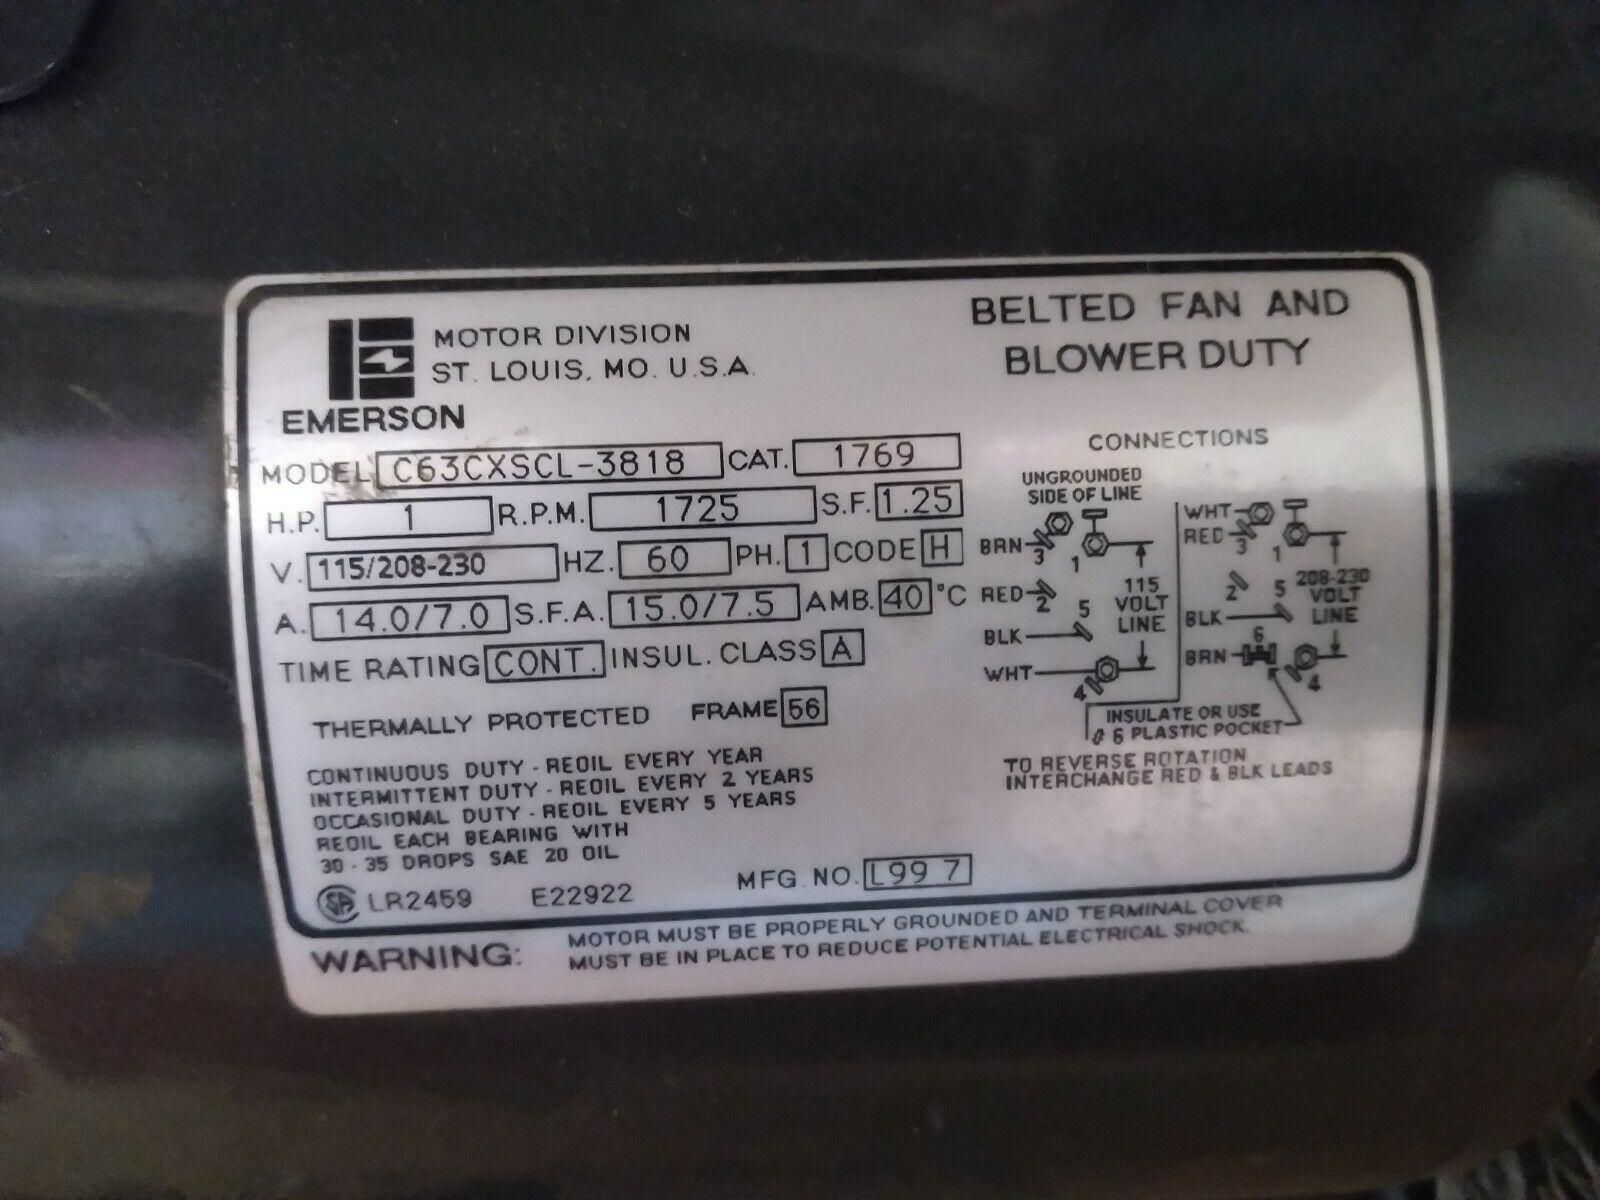 MOTOR DIVISION
ST. LOUIS, MO. U.S.A.
EMERSON
BELTED FAN AND
BLOWER DUTY
MODEL C63CXSCL-3818 CAT. 1769
H.P. 1 R.P.M. 1725 S.F. 1.25
V. 115/208-230 HZ. 60 PH. 1 CODE H
A. 14.0/7.0 S.F.A. 15.0/7.5 AMB. 40 °C
TIME RATING CONT. INSUL. CLASS A
THERMALLY PROTECTED FRAME 56
CONTINUOUS DUTY - REOIL EVERY YEAR
INTERMITTENT DUTY - REOIL EVERY 2 YEARS
OCCASIONAL DUTY - REOIL EVERY 5 YEARS
REOIL EACH BEARING WITH
30 - 35 DROPS SAE 20 OIL
SA LR2459 E22922 MFG. NO. L99 7
CONNECTIONS
UNGROUNDED
SIDE OF LINE
BRN 3 1
RED 2 5
115
VOLT
LINE
BLK
WHT 4
WHT
RED 3 1
2 5
208-230
VOLT
LINE
BLK
6
BRN
4
INSULATE OR USE
# 6 PLASTIC POCKET
TO REVERSE ROTATION
INTERCHANGE RED & BLK LEADS
WARNING: MOTOR MUST BE PROPERLY GROUNDED AND TERMINAL COVER
MUST BE IN PLACE TO REDUCE POTENTIAL ELECTRICAL SHOCK.